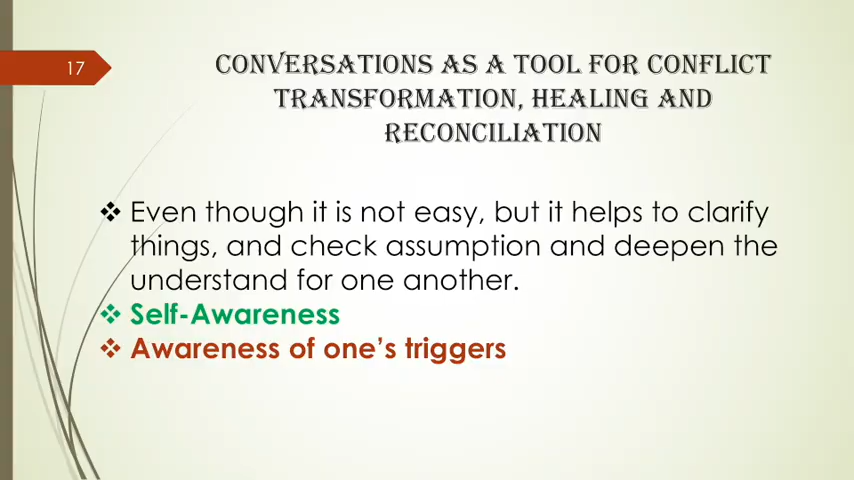 17
CONVERSATIONS AS A TOOL FOR CONFLICT
TRANSFORMATION, HEALING AND
RECONCILIATION
❖ Even though it is not easy, but it helps to clarify
things, and check assumption and deepen the
understand for one another.
❖ Self-Awareness
❖ Awareness of one's triggers